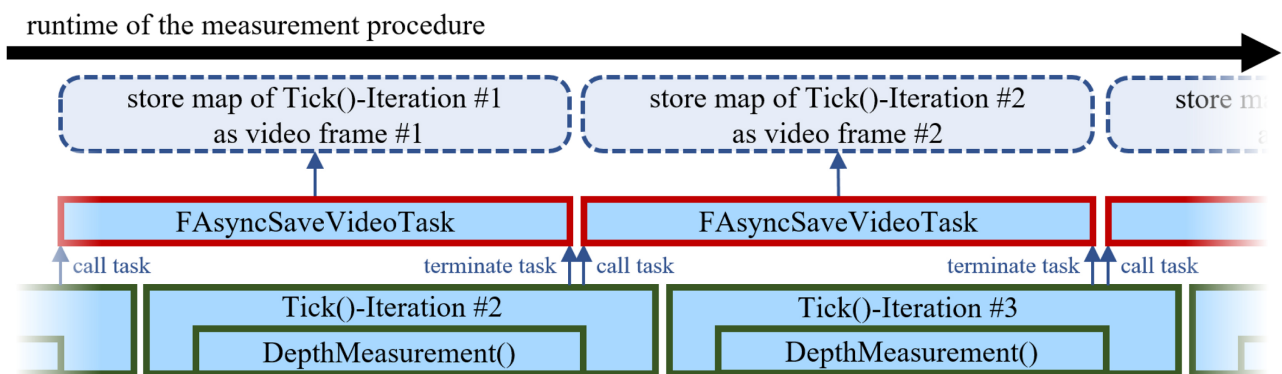 runtime of the measurement procedure
store map of Tick()-Iteration #1
as video frame #1
store map of Tick()-Iteration #2
as video frame #2
store
FAsyncSaveVideoTask
FAsyncSaveVideoTask
call task
terminate task
call task
terminate task
call task
Tick()-Iteration #2
Tick()-Iteration #3
DepthMeasurement()
DepthMeasurement()